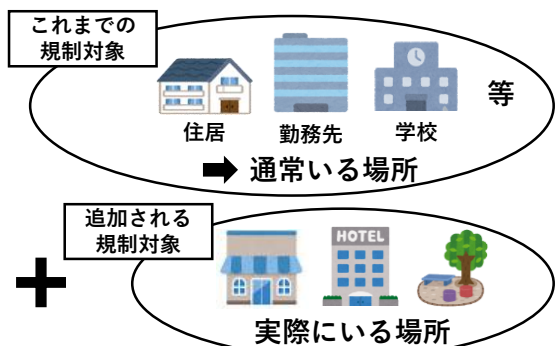 これまでの
規制対象
等
住居
勤務先
学校
➡ 通常いる場所
追加される
規制対象
+
HOTEL
実際にいる場所